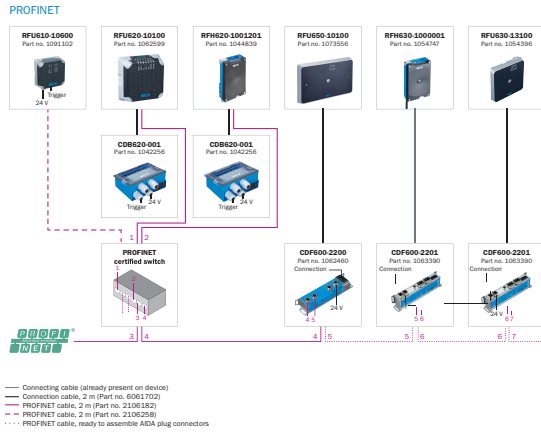 PROFINET
RFU610-10600
Part no. 1091102
Trigger
24 V
RFU620-10100
Part no. 1062599
RFH620-1001201
Part no. 1044839
RFU650-10100
Part no. 1073556
RFH630-1000001
Part no. 1054747
RFU630-13100
Part no. 1054396
CDB620-001
Part no. 1042256
24 V
Trigger
CDB620-001
Part no. 1042256
24 V
Trigger
1 2
PROFINET
certified switch
1
2
3 4
CDF600-2200
Part no. 1062460
Connection
24 V
4 5
CDF600-2201
Part no. 1063390
Connection
5 6
CDF600-2201
Part no. 1063390
Connection
24 V
6 7
PROFI
NET
®
3 4
4 5
5 6
6 7
Connecting cable (already present on device)
Connection cable, 2 m (Part no. 6061702)
PROFINET cable, 2 m (Part no. 2106182)
PROFINET cable, 2 m (Part no. 2106258)
PROFINET cable, ready to assemble AIDA plug connectors